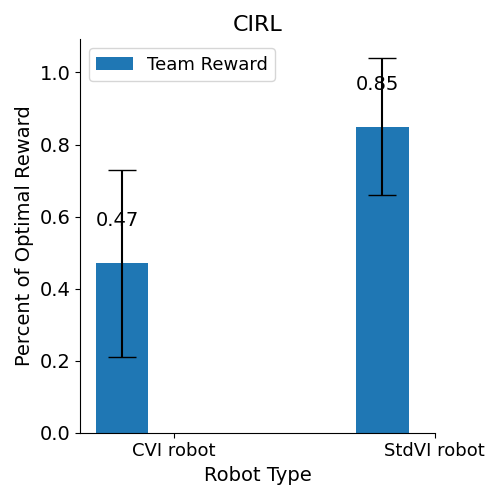 CIRL
Team Reward
Percent of Optimal Reward
1.0
0.8
0.6
0.4
0.2
0.0
0.47
0.85
CVI robot
StdVI robot
Robot Type